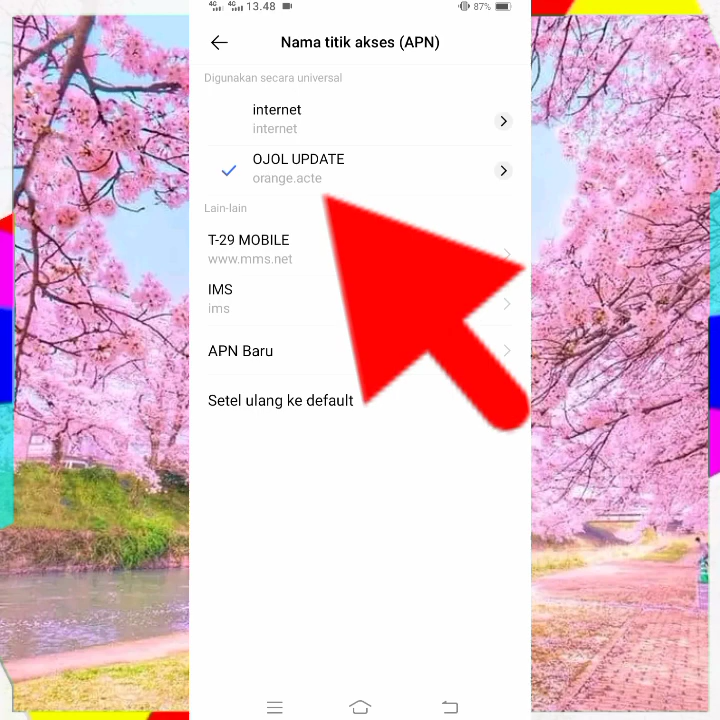 4G 4G 13.48 87%
Nama titik akses (APN)
Digunakan secara universal
internet
internet
OJOL UPDATE
orange.acte
Lain-lain
T-29 MOBILE
www.mms.net
IMS
ims
APN Baru
Setel ulang ke default